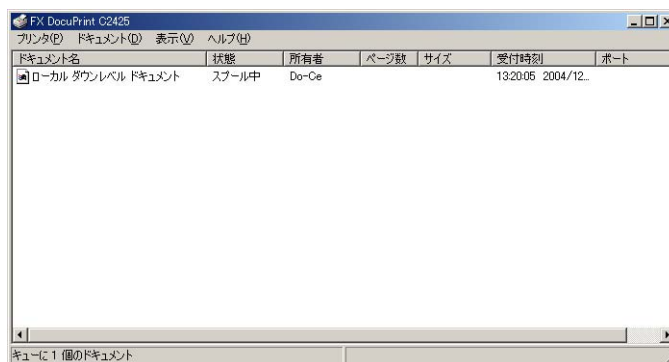 FX DocuPrint C2425
プリンタ(P) ドキュメント(D) 表示(V) ヘルプ(H)
ドキュメント名 状態 所有者 ページ数 サイズ 受付時刻 ポート
ローカル ダウンレベル ドキュメント スプール中 Do-Ce 13:20:05 2004/12...
キューに 1 個のドキュメント